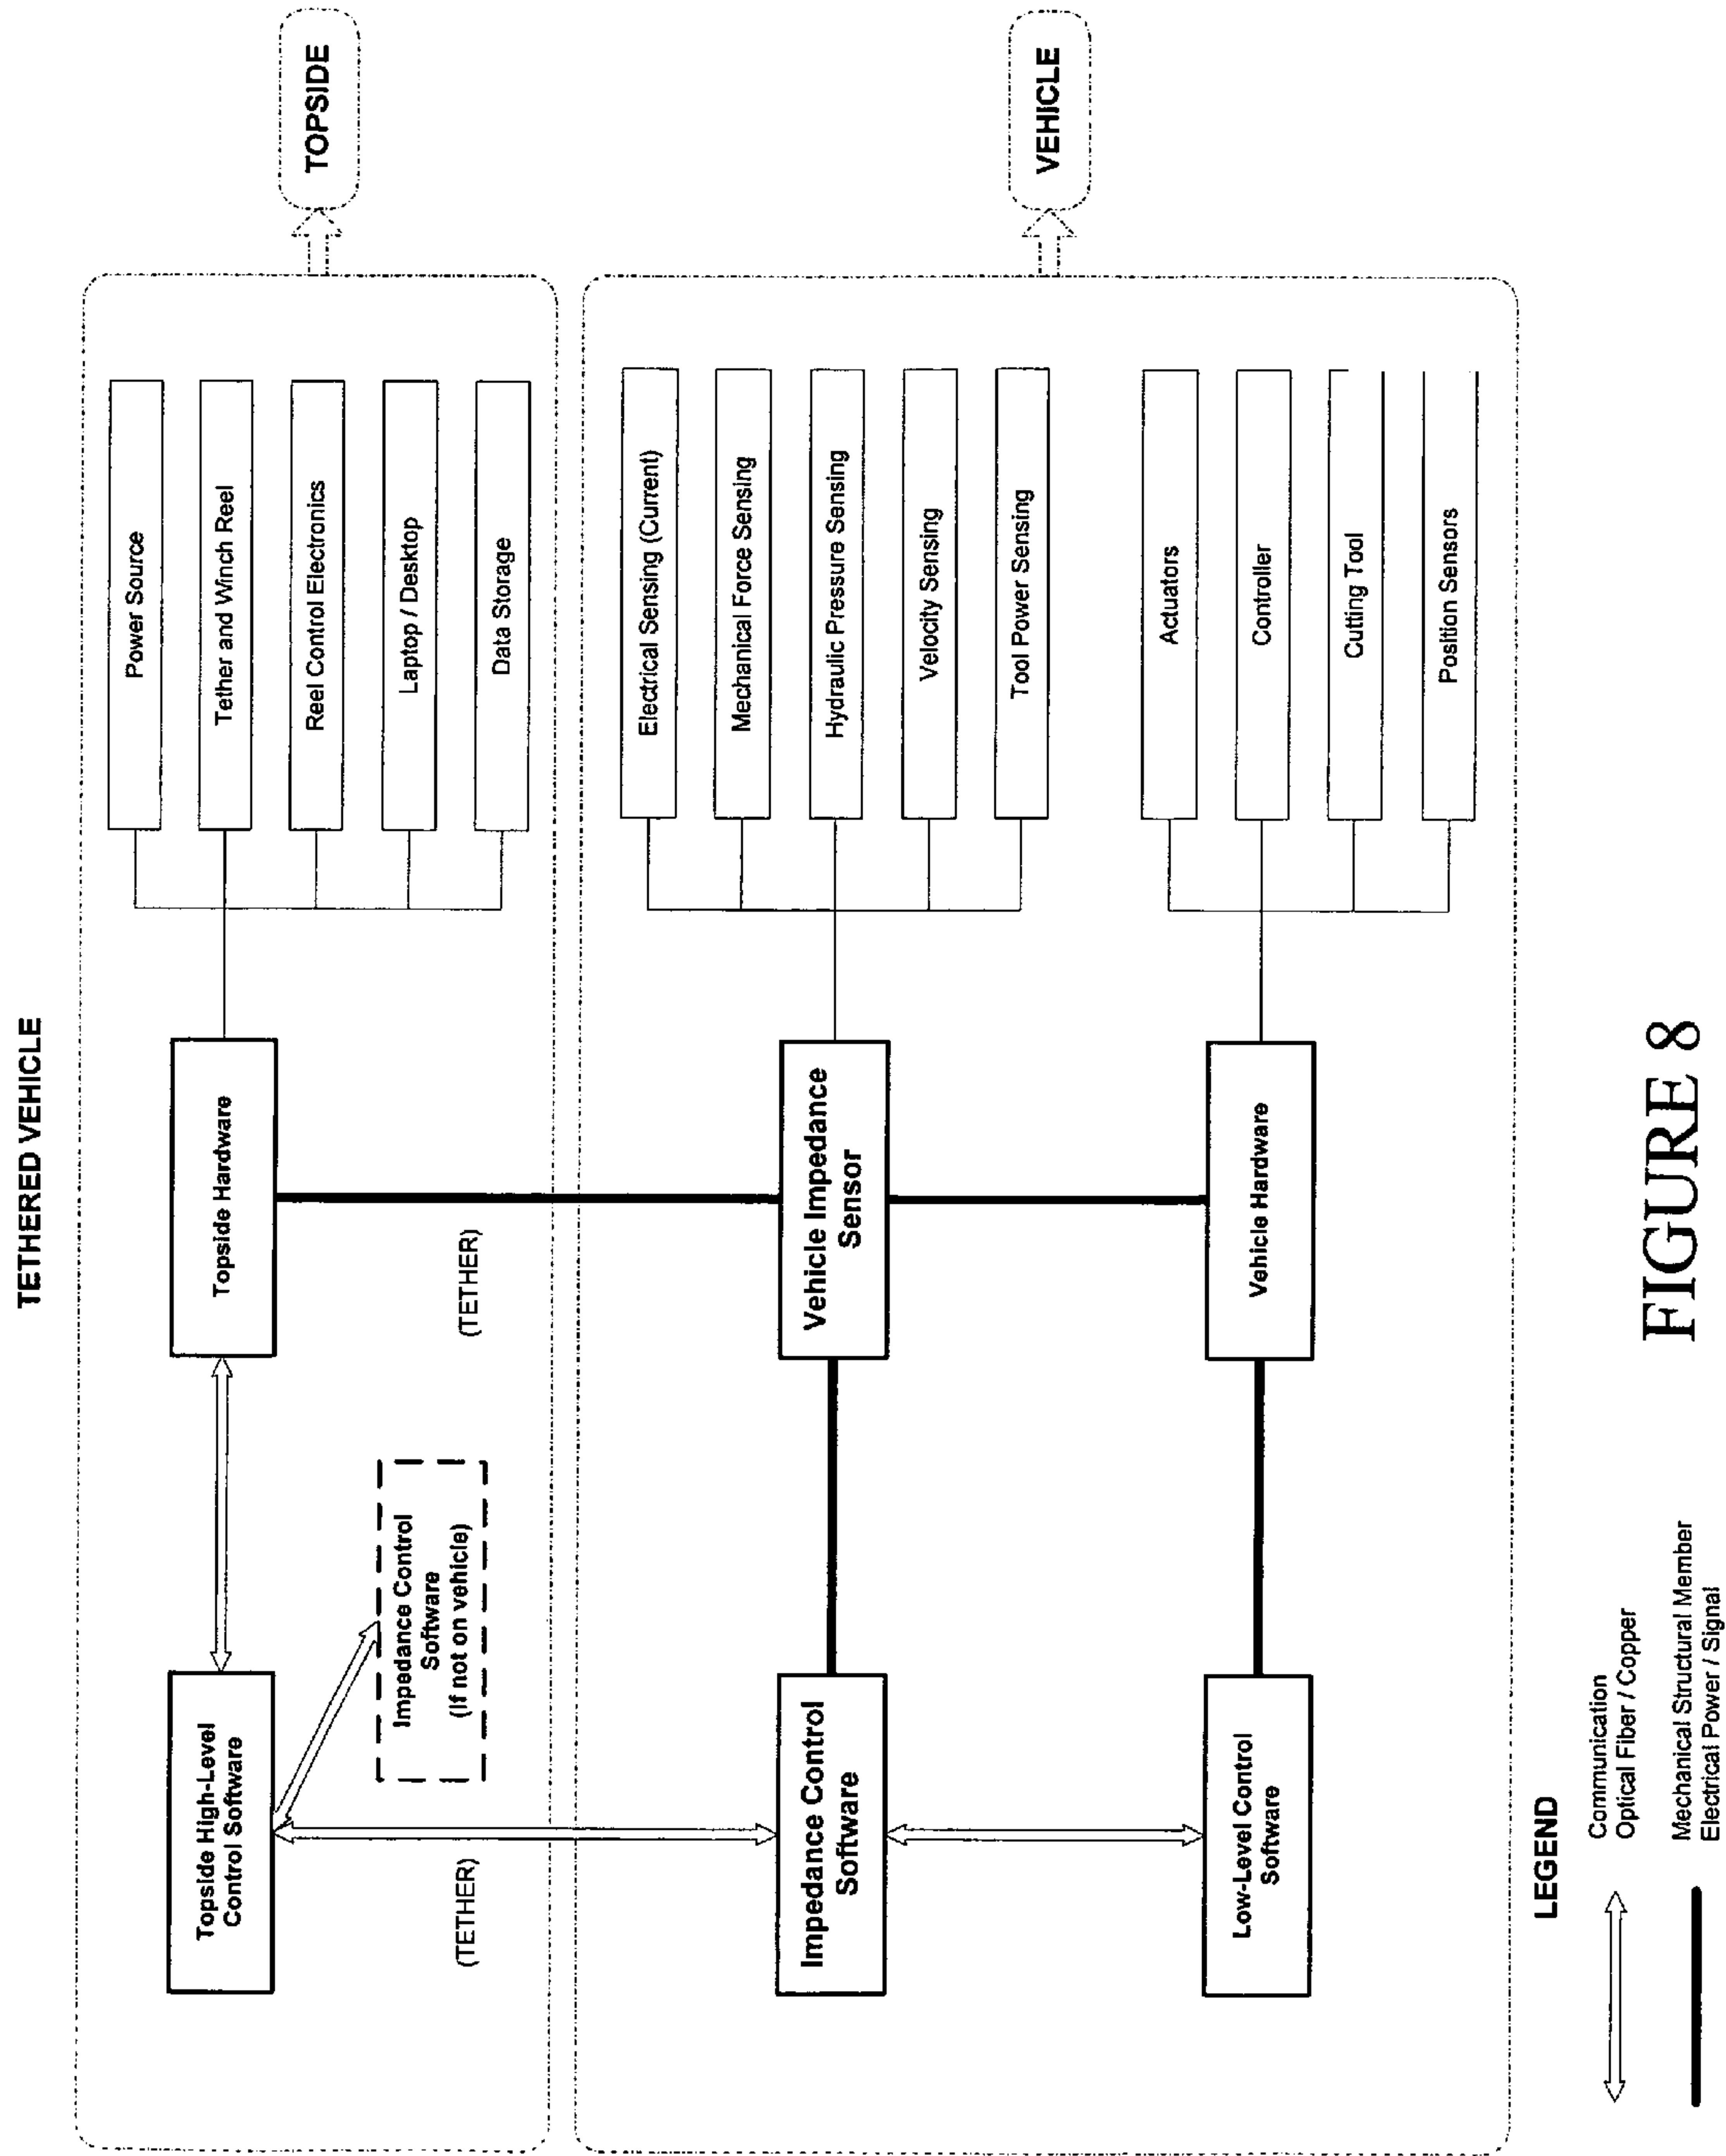 TETHERED VEHICLE
Topside High-Level
Control Software
Topside Hardware
Power Source
Tether and Winch Reel
Reel Control Electronics
Laptop / Desktop
Data Storage
TOPSIDE
Impedance Control
Software
(If not on vehicle)
(TETHER)
(TETHER)
Impedance Control
Software
Vehicle Impedance
Sensor
Electrical Sensing (Current)
Mechanical Force Sensing
Hydraulic Pressure Sensing
Velocity Sensing
Tool Power Sensing
VEHICLE
Low-Level Control
Software
Vehicle Hardware
Actuators
Controller
Cutting Tool
Position Sensors
LEGEND
Communication
Optical Fiber / Copper
Mechanical Structural Member
Electrical Power / Signal
FIGURE 8